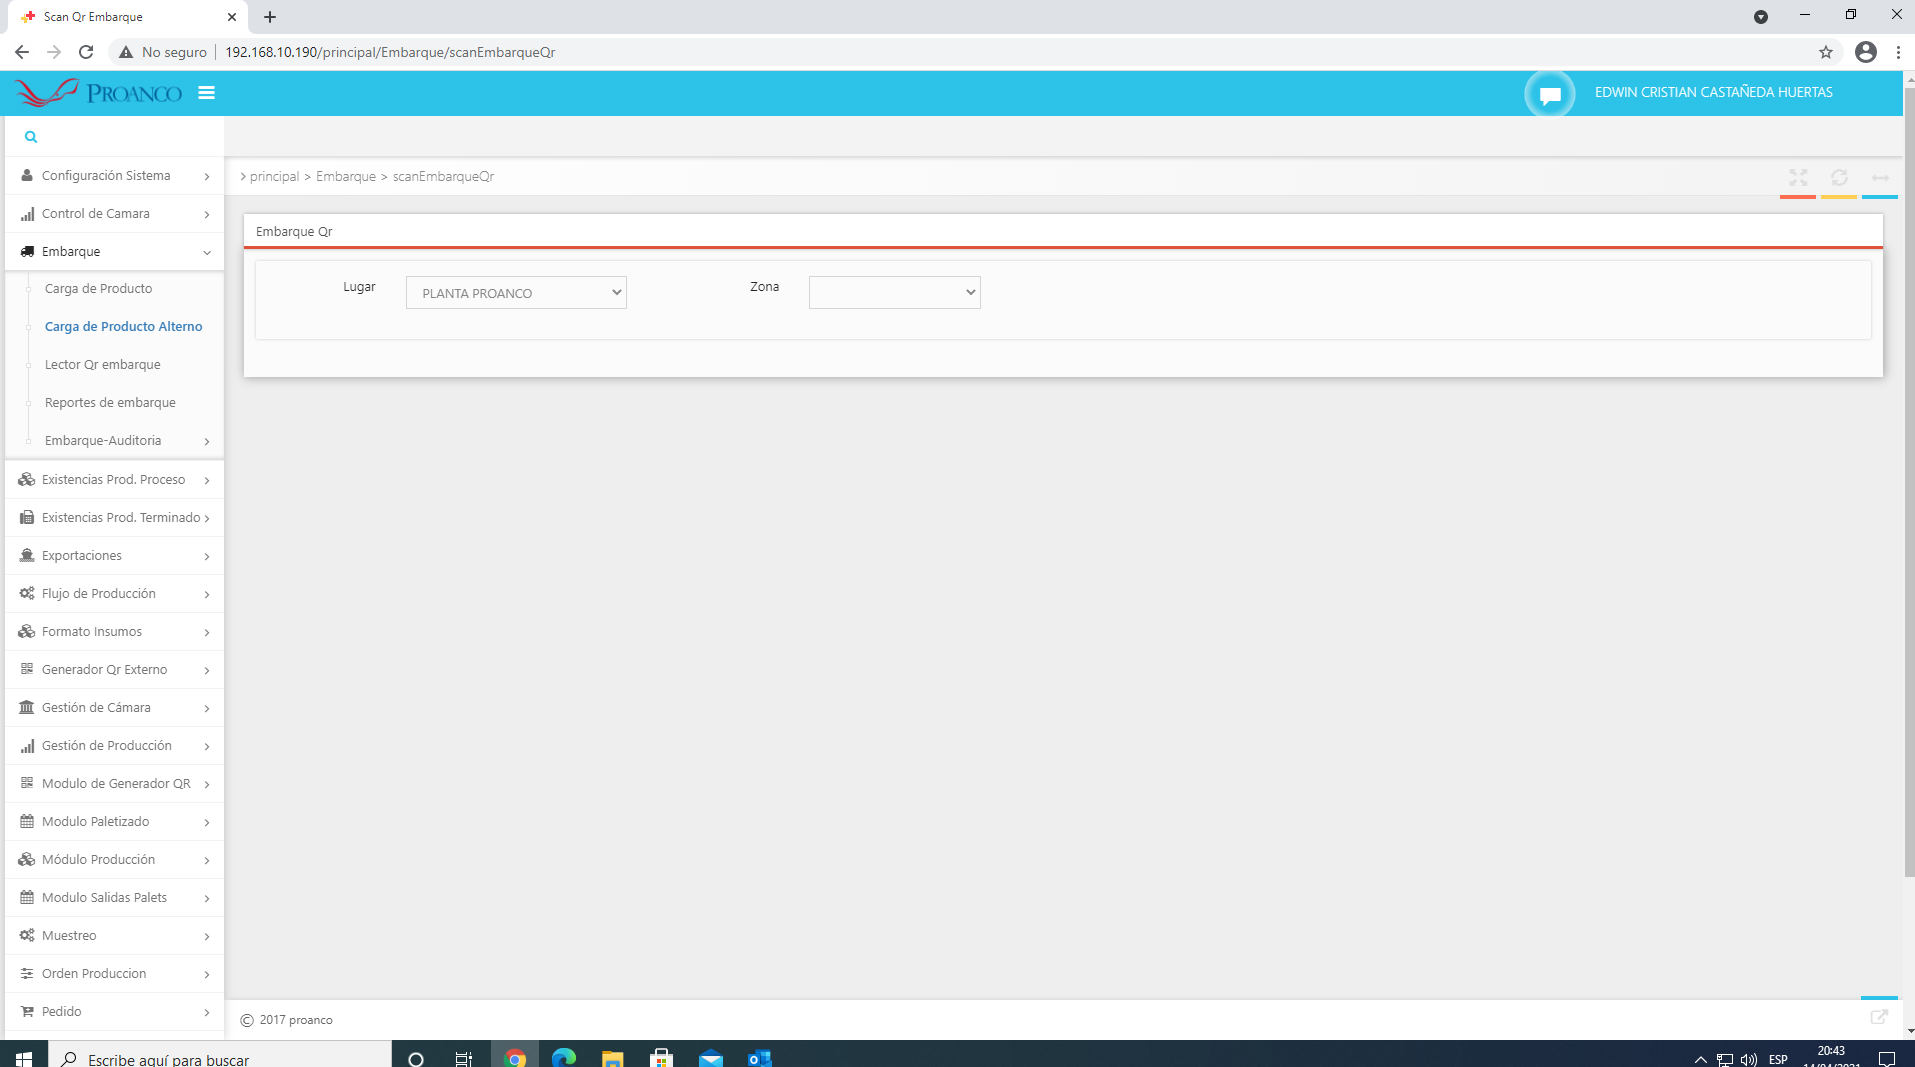 Scan Qr Embarque
No seguro
192.168.10.190/principal/Embarque/scanEmbarqueQr
PROANCO
EDWIN CRISTIAN CASTAÑEDA HUERTAS
Configuración Sistema
Control de Camara
Embarque
Carga de Producto
Carga de Producto Alterno
Lector Qr embarque
Reportes de embarque
Embarque-Auditoria
Existencias Prod. Proceso
Existencias Prod. Terminado
Exportaciones
Flujo de Producción
Formato Insumos
Generador Qr Externo
Gestión de Cámara
Gestión de Producción
Modulo de Generador QR
Modulo Paletizado
Módulo Producción
Modulo Salidas Palets
Muestreo
Orden Produccion
Pedido
> principal > Embarque > scanEmbarqueQr
Embarque Qr
Lugar PLANTA PROANCO Zona
© 2017 proanco
Escribe aquí para buscar
ESP
20:43